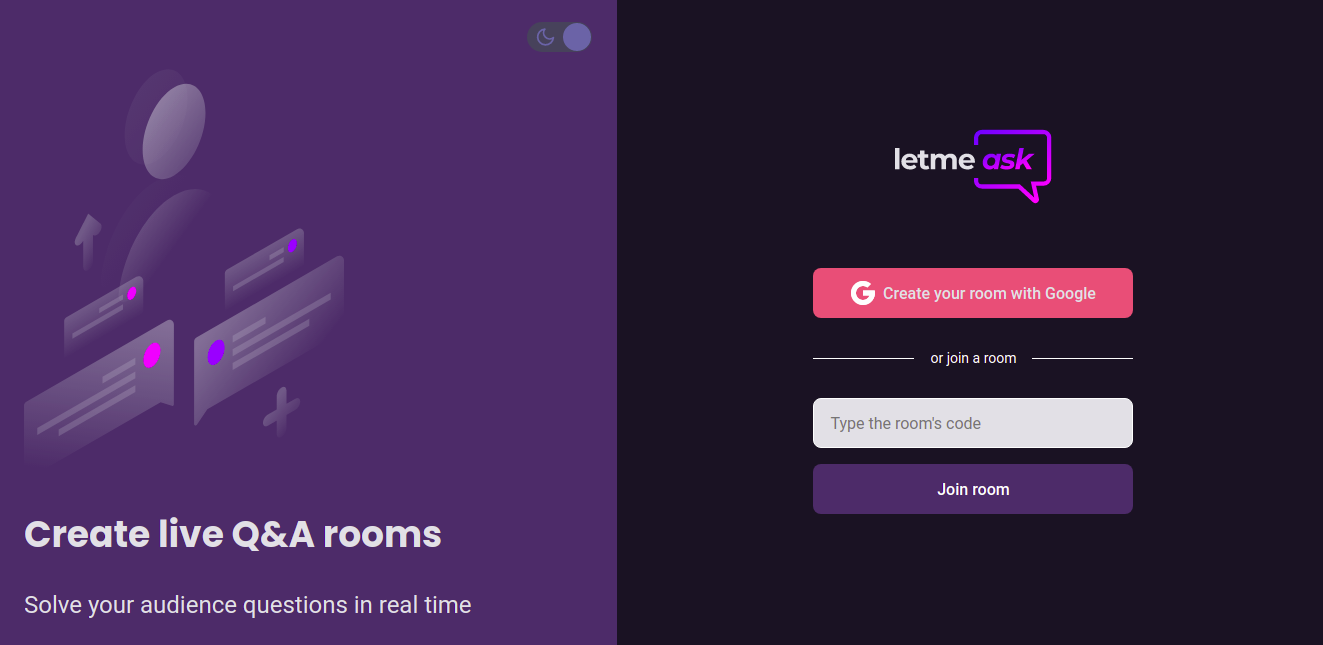 Create live Q&A rooms
Solve your audience questions in real time
letme ask
Create your room with Google
or join a room
Type the room's code
Join room